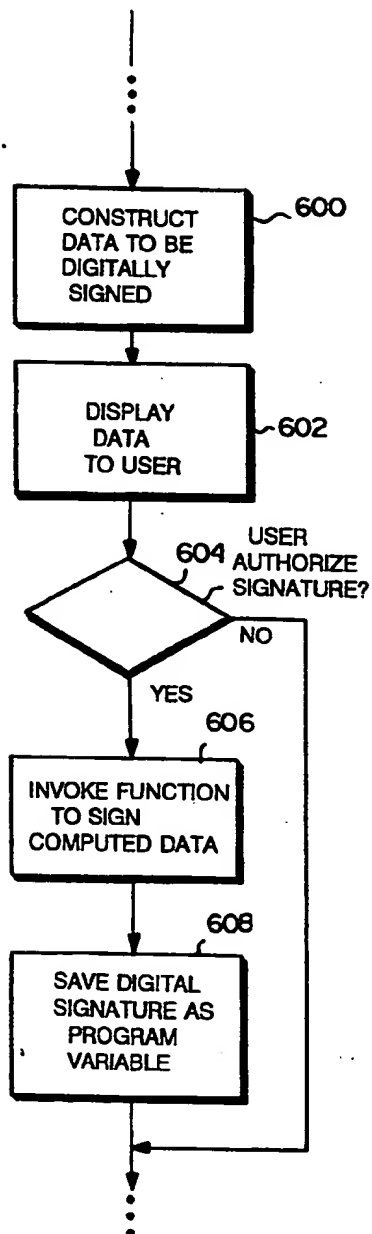 CONSTRUCT
DATA TO BE
DIGITALLY
SIGNED
600
DISPLAY
DATA
TO USER
602
604
USER
AUTHORIZE
SIGNATURE?
NO
YES
606
INVOKE FUNCTION
TO SIGN
COMPUTED DATA
608
SAVE DIGITAL
SIGNATURE AS
PROGRAM
VARIABLE